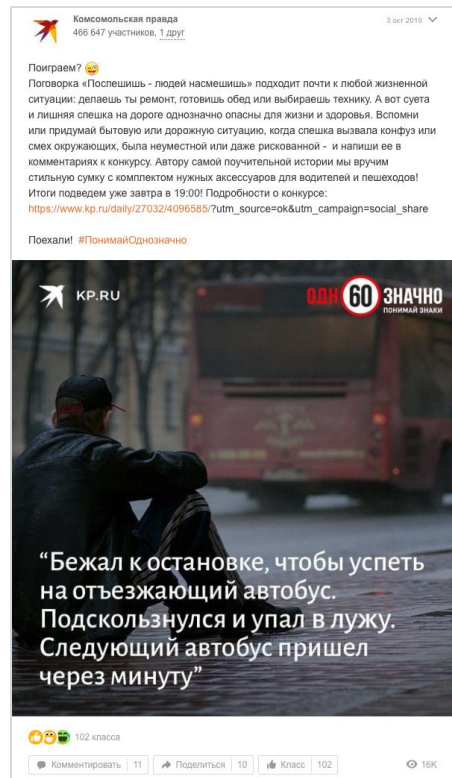 Комсомольская правда
3 окт 2019
466 647 участников, 1 друг
Поиграем?
Поговорка «Поспешишь - людей насмешишь» подходит почти к любой жизненной
ситуации: делаешь ты ремонт, готовишь обед или выбираешь технику. А вот суета
и лишняя спешка на дороге однозначно опасны для жизни и здоровья. Вспомни
или придумай бытовую или дорожную ситуацию, когда спешка вызвала конфуз или
смех окружающих, была неуместной или даже рискованной - и напиши ее в
комментариях к конкурсу. Автору самой поучительной истории мы вручим
стильную сумку с комплектом нужных аксессуаров для водителей и пешеходов!
Итоги подведем уже завтра в 19:00! Подробности о конкурсе:
https://www.kp.ru/daily/27032/4096585/?utm_source=ok&utm_campaign=social_share
Поехали! #ПонимайОднозначно
KP.RU
ОДН 60 ЗНАЧНО
ПОНИМАЙ ЗНАКИ
“Бежал к остановке, чтобы успеть
на отъезжающий автобус.
Подскользнулся и упал в лужу.
Следующий автобус пришел
через минуту”
102 класса
Комментировать 11 Поделиться 10 Класс 102 16K